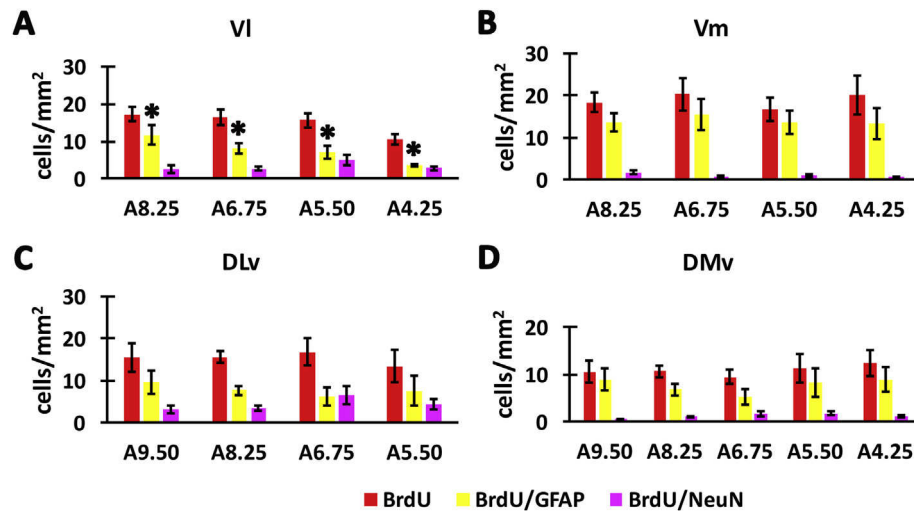 A
Vl
cells/mm²
30
20
10
0
* * * *
A8.25 A6.75 A5.50 A4.25
B
Vm
cells/mm²
30
20
10
0
A8.25 A6.75 A5.50 A4.25
C
DLv
cells/mm²
30
20
10
0
A9.50 A8.25 A6.75 A5.50
D
DMv
cells/mm²
20
10
0
A9.50 A8.25 A6.75 A5.50 A4.25
BrdU BrdU/GFAP BrdU/NeuN